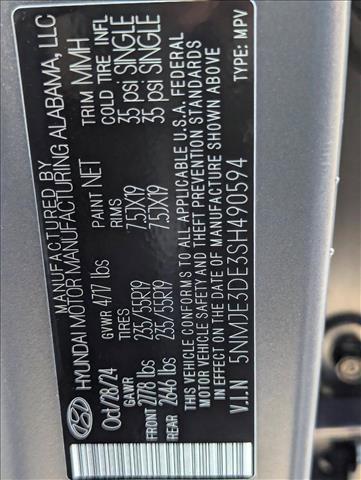 MANUFACTURED BY
HYUNDAI MOTOR MANUFACTURING ALABAMA, LLC
Oct/28/24 GVWR 4717 lbs PAINT NET TRIM MMH
GAWR TIRES RIMS COLD TIRE INFL
FRONT 2778 lbs 235/55R19 7.5JX19 35 psi SINGLE
REAR 2646 lbs 235/55R19 7.5JX19 35 psi SINGLE
THIS VEHICLE CONFORMS TO ALL APPLICABLE U.S.A. FEDERAL
MOTOR VEHICLE SAFETY AND THEFT PREVENTION STANDARDS
IN EFFECT ON THE DATE OF MANUFACTURE SHOWN ABOVE
V.I.N 5NMJE3DE3SH490594 TYPE: MPV